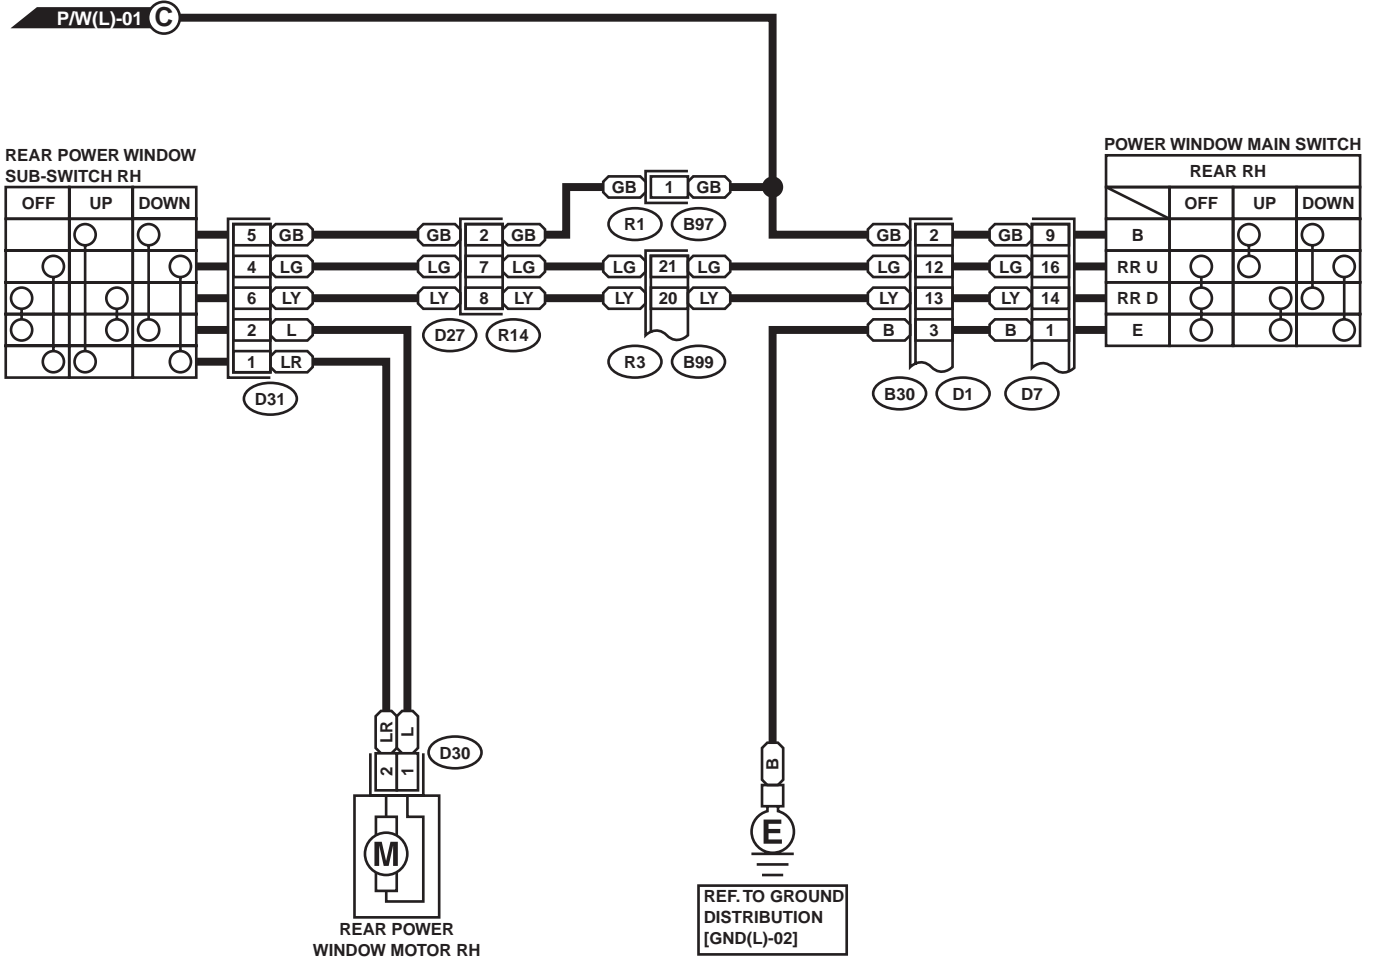 P/W(L)-01 C
REAR POWER WINDOW
SUB-SWITCH RH
OFF UP DOWN
POWER WINDOW MAIN SWITCH
REAR RH
OFF UP DOWN
GB 1 GB
R1 B97
5 GB GB 2 GB GB 2 GB 9 B
4 LG LG 7 LG LG 21 LG LG 12 LG 16 RR U
6 LY LY 8 LY LY 20 LY LY 13 LY 14 RR D
2 L B 3 B 1 E
D27 R14
1 LR
R3 B99
D31
B30 D1 D7
LR L
2 1
D30
M
REAR POWER
WINDOW MOTOR RH
B
E
REF. TO GROUND
DISTRIBUTION
[GND(L)-02]